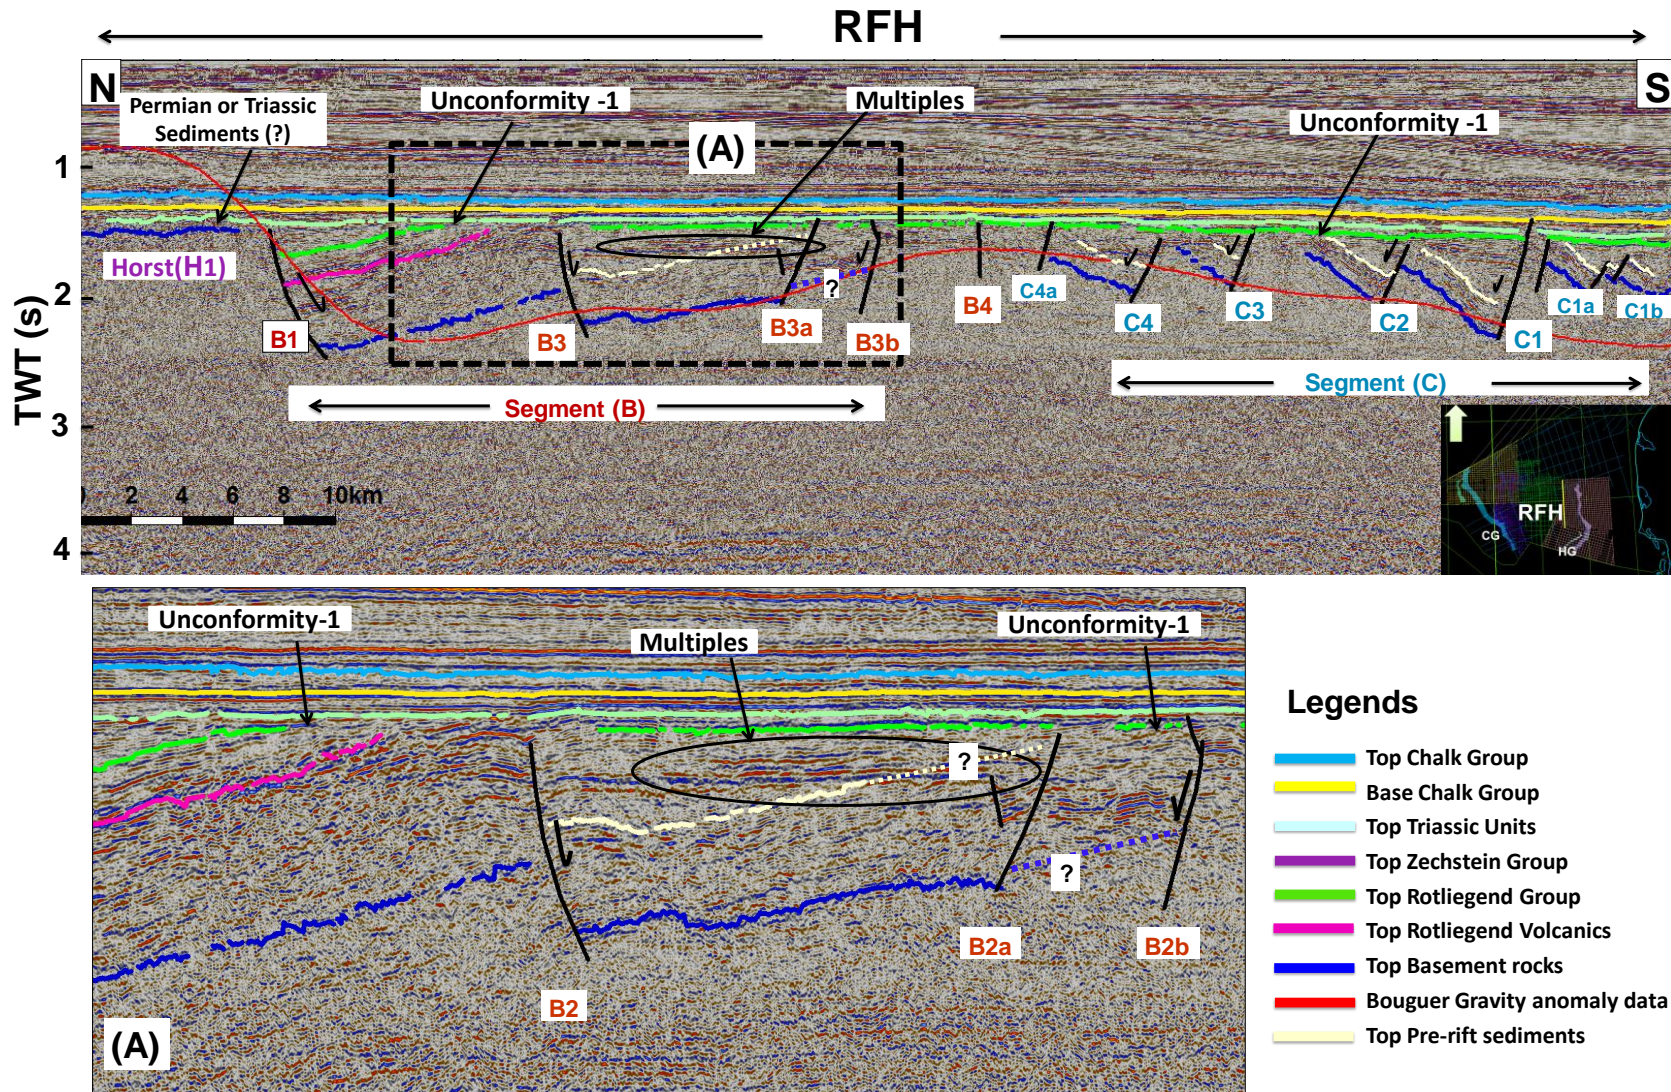 RFH
N
S
Permian or Triassic
Sediments (?)
Unconformity -1
Multiples
Unconformity -1
(A)
1
2
3
4
TWT (s)
Horst(H1)
B1
B3
B3a
?
B3b
B4
C4a
C4
C3
C2
C1
C1a
C1b
Segment (B)
Segment (C)
0 2 4 6 8 10km
RFH
CG
HG
Unconformity-1
Multiples
Unconformity-1
?
?
B2
B2a
B2b
(A)
Legends
Top Chalk Group
Base Chalk Group
Top Triassic Units
Top Zechstein Group
Top Rotliegend Group
Top Rotliegend Volcanics
Top Basement rocks
Bouguer Gravity anomaly data
Top Pre-rift sediments